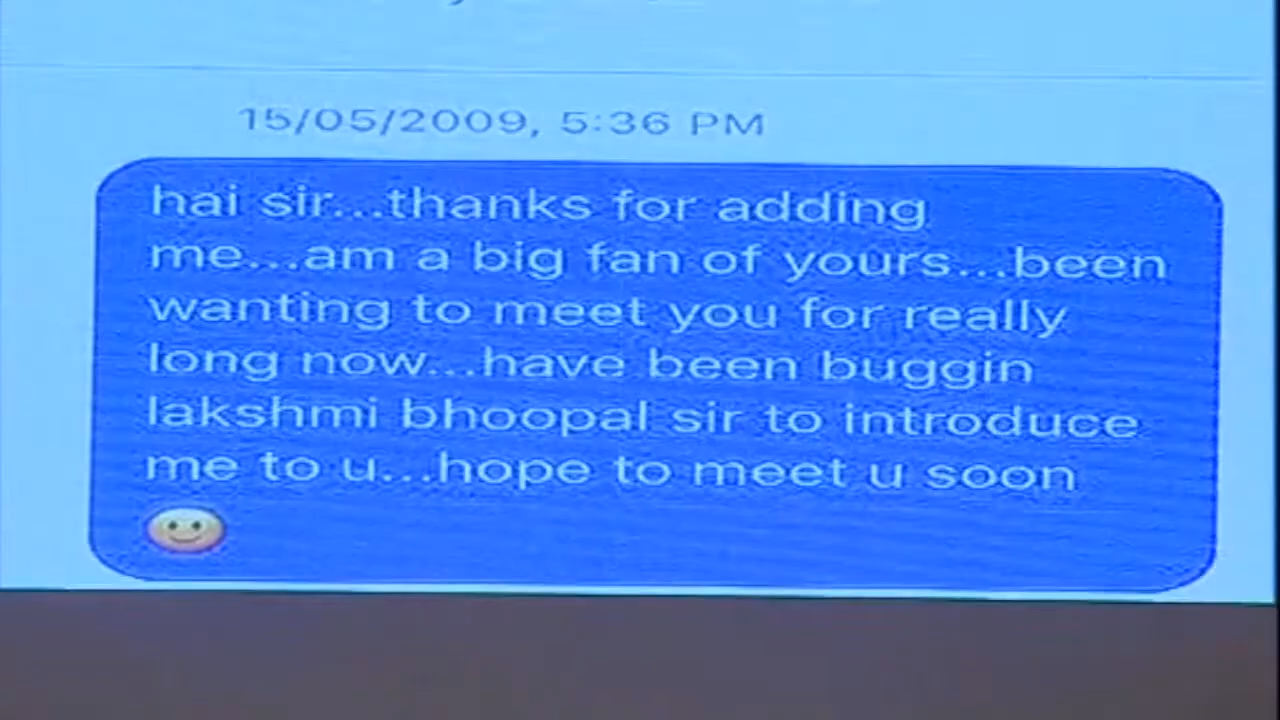 15/05/2009, 5:36 PM
hai sir...thanks for adding
me...am a big fan of yours...been
wanting to meet you for really
long now...have been buggin
lakshmi bhoopal sir to introduce
me to u...hope to meet u soon
🙂